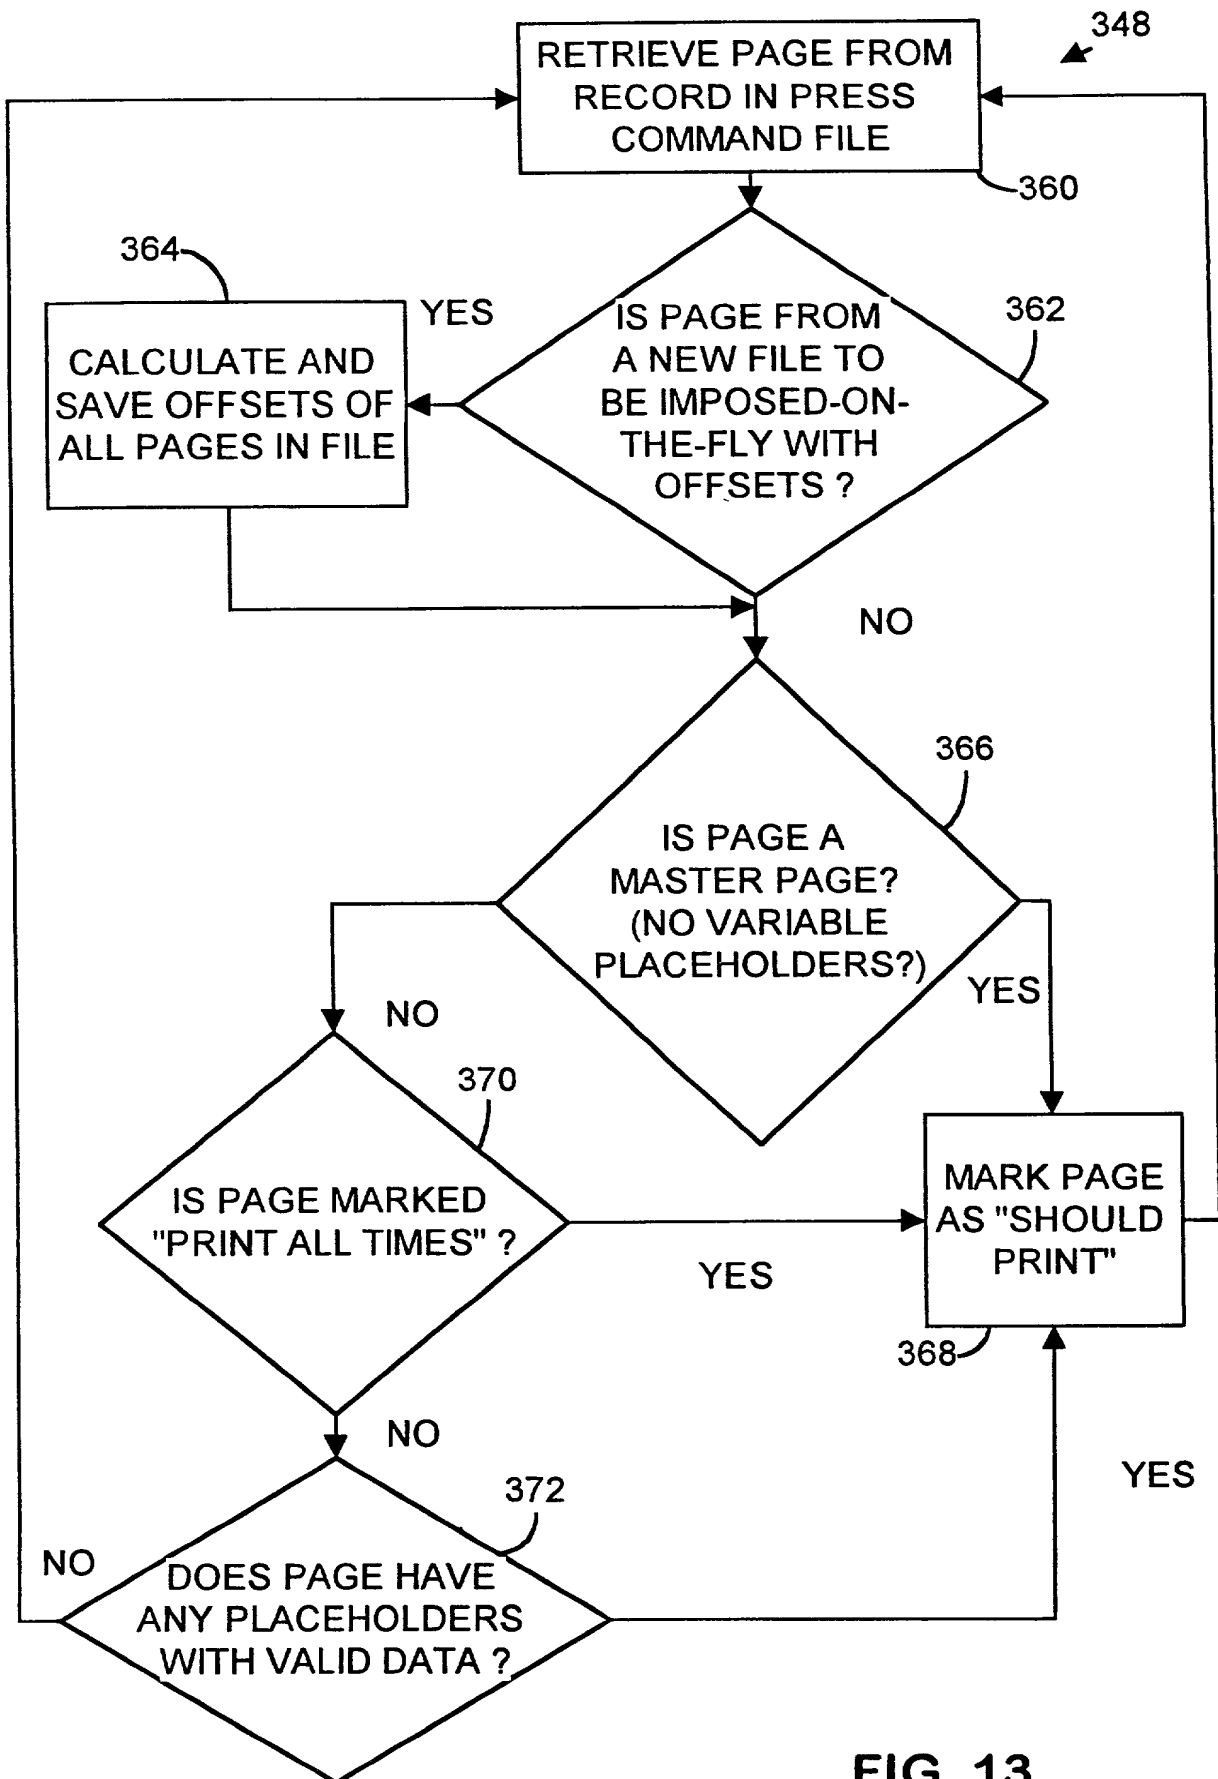 348
RETRIEVE PAGE FROM
RECORD IN PRESS
COMMAND FILE
360
364
YES
CALCULATE AND
SAVE OFFSETS OF
ALL PAGES IN FILE
362
IS PAGE FROM
A NEW FILE TO
BE IMPOSED-ON-
THE-FLY WITH
OFFSETS ?
NO
366
IS PAGE A
MASTER PAGE?
(NO VARIABLE
PLACEHOLDERS?)
YES
NO
370
IS PAGE MARKED
"PRINT ALL TIMES" ?
YES
MARK PAGE
AS "SHOULD
PRINT"
368
NO
YES
372
NO
DOES PAGE HAVE
ANY PLACEHOLDERS
WITH VALID DATA ?
FIG. 13